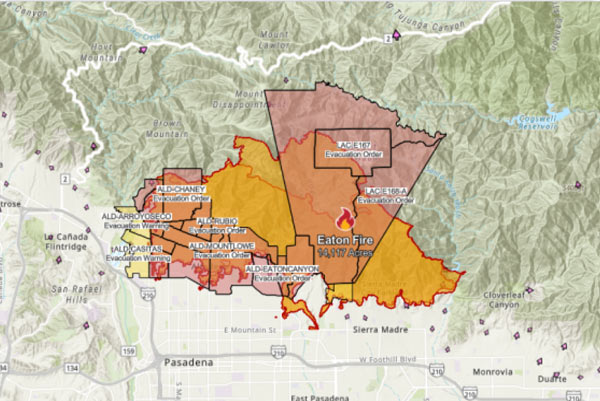 Tujunga Canyon
Mount
Lawlor
2
Hoyt
Mountain
Mount
Disappointment
Cogswell
Reservoir
Brown
Mountain
LAC-E167
Evacuation Order
2
ALD-CHANEY
Evacuation Order
LAC-E168-A
Evacuation Order
ALD-ARROYOSECO
Evacuation Warning
ALD-RUBIO
Evacuation Order
La Cañada
Flintridge
Eaton Fire
14,117 Acres
ALD-CASITAS
Evacuation Warning
ALD-MOUNTLOWE
Evacuation Order
ALD-EATONCANYON
Evacuation Order
San Rafael
Hills
210
Cloverleaf
Canyon
E Mountain St
Sierra Madre
159
210
210
Pasadena
W Foothill Blvd
Monrovia
Duarte
East Pasadena